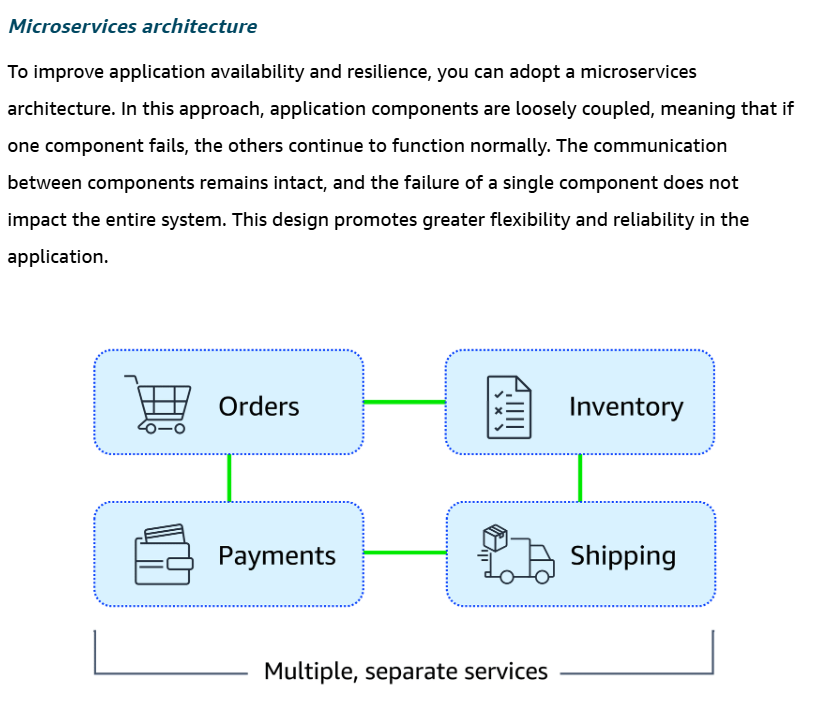 Microservices architecture
To improve application availability and resilience, you can adopt a microservices
architecture. In this approach, application components are loosely coupled, meaning that if
one component fails, the others continue to function normally. The communication
between components remains intact, and the failure of a single component does not
impact the entire system. This design promotes greater flexibility and reliability in the
application.
Orders
Inventory
Payments
Shipping
Multiple, separate services